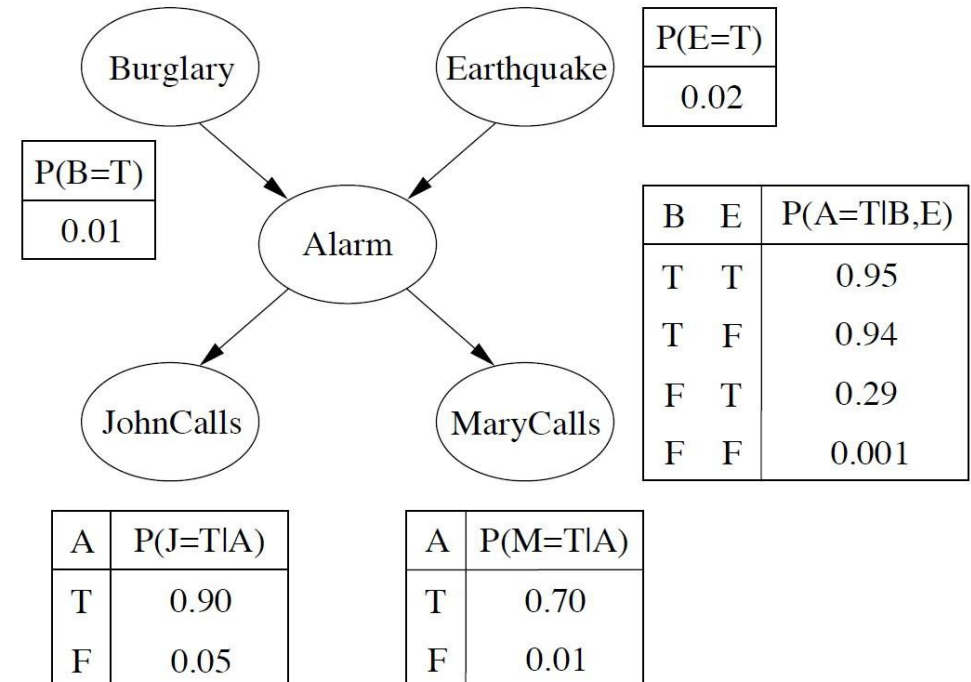 Burglary
Earthquake
P(E=T)
0.02
P(B=T)
0.01
Alarm
B E P(A=T|B,E)
T T 0.95
T F 0.94
F T 0.29
F F 0.001
JohnCalls
MaryCalls
A P(J=T|A)
T 0.90
F 0.05
A P(M=T|A)
T 0.70
F 0.01